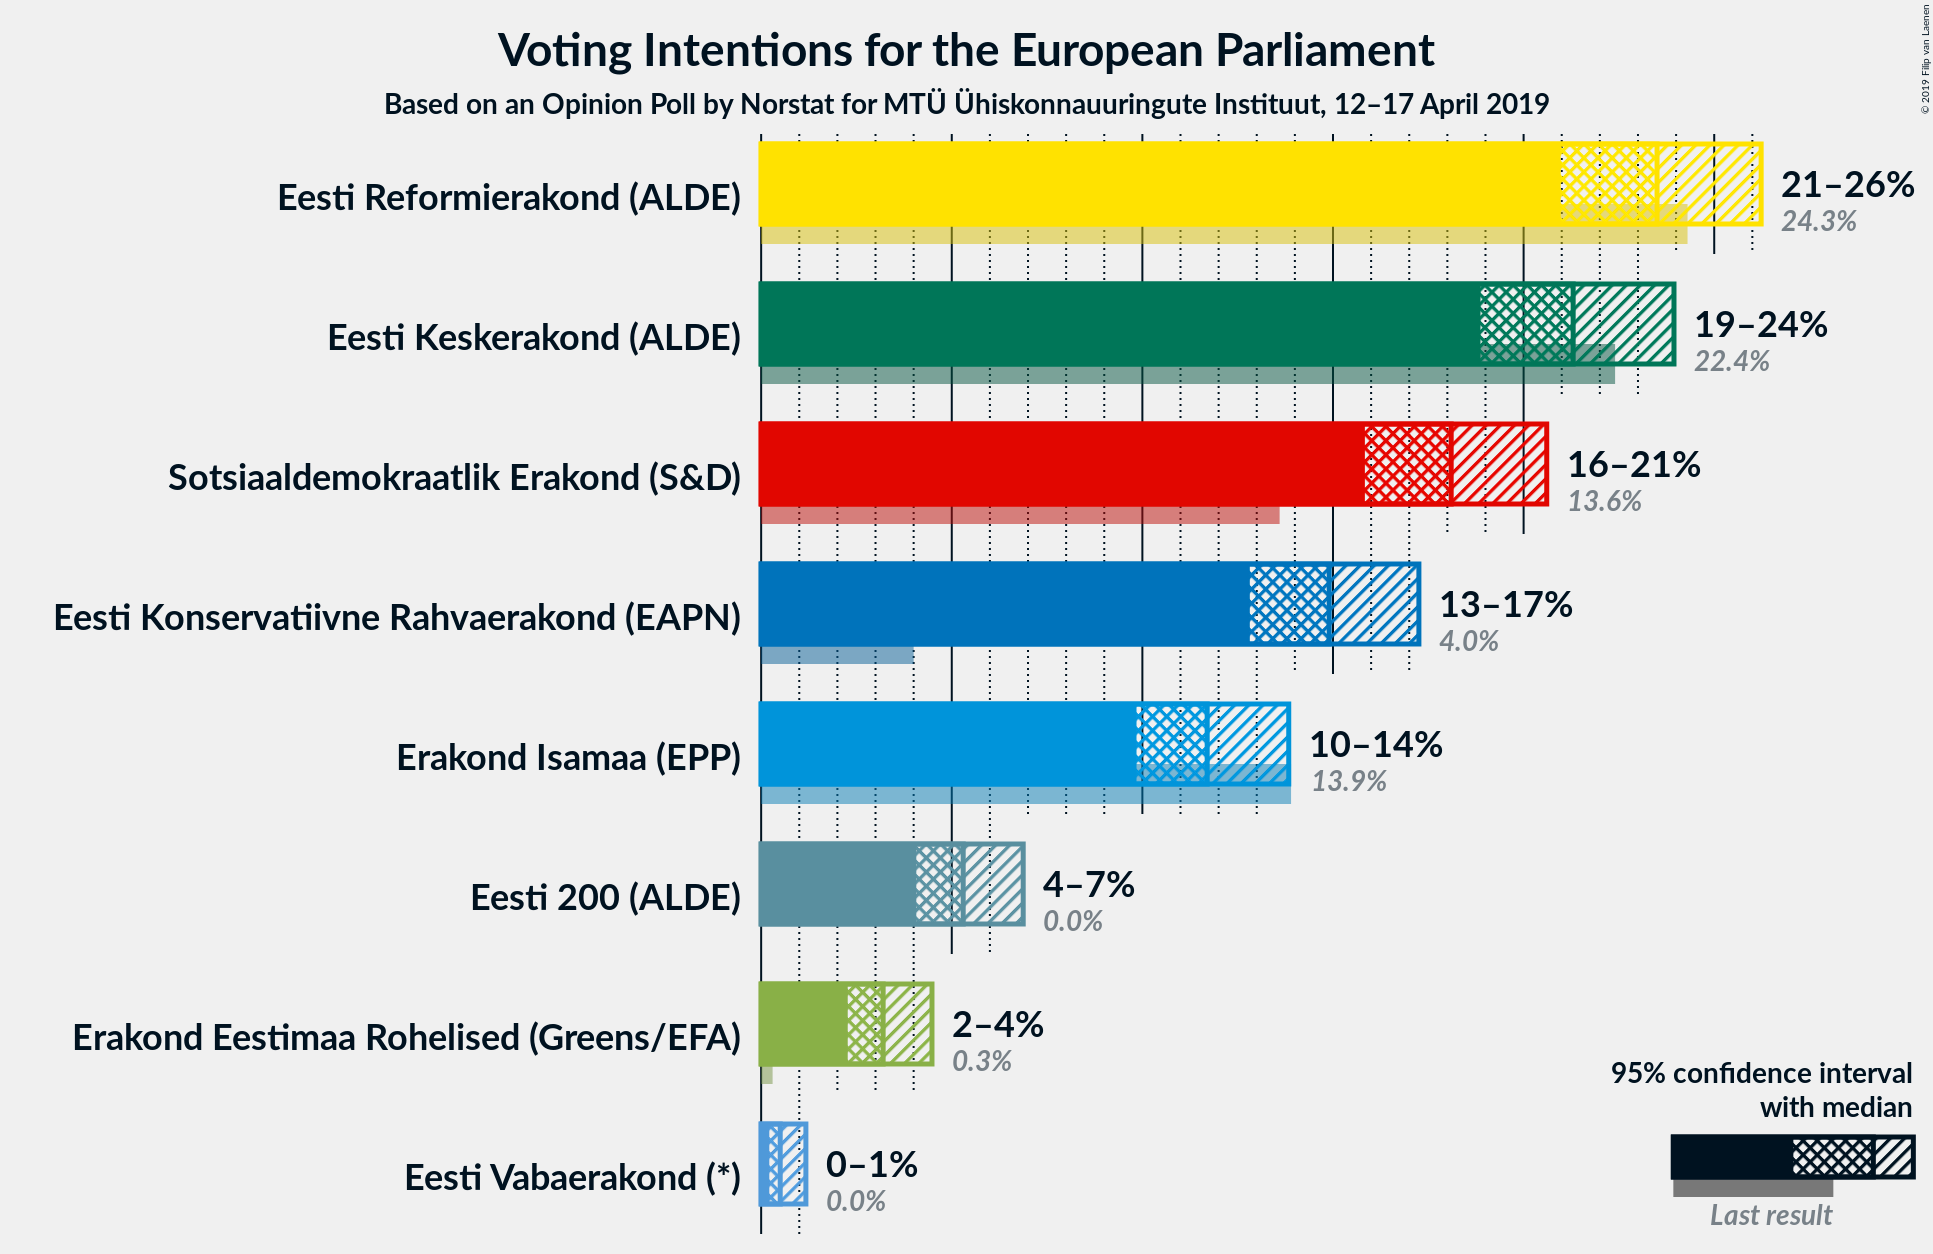 Voting Intentions for the European Parliament
Based on an Opinion Poll by Norstat for MTÜ Ühiskonnauuringute Instituut, 12–17 April 2019
© 2019 Filip van Laenen
Eesti Reformierakond (ALDE)
21–26%
24.3%
Eesti Keskerakond (ALDE)
19–24%
22.4%
Sotsiaaldemokraatlik Erakond (S&D)
16–21%
13.6%
Eesti Konservatiivne Rahvaerakond (EAPN)
13–17%
4.0%
Erakond Isamaa (EPP)
10–14%
13.9%
Eesti 200 (ALDE)
4–7%
0.0%
Erakond Eestimaa Rohelised (Greens/EFA)
2–4%
0.3%
Eesti Vabaerakond (*)
0–1%
0.0%
95% confidence interval
with median
Last result